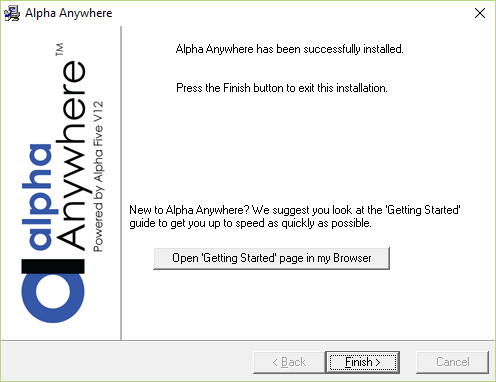 Alpha Anywhere
Alpha Anywhere has been successfully installed.
Press the Finish button to exit this installation.
alpha
Anywhere™
Powered by Alpha Five V12
New to Alpha Anywhere? We suggest you look at the 'Getting Started'
guide to get you up to speed as quickly as possible.
Open 'Getting Started' page in my Browser
< Back
Finish >
Cancel